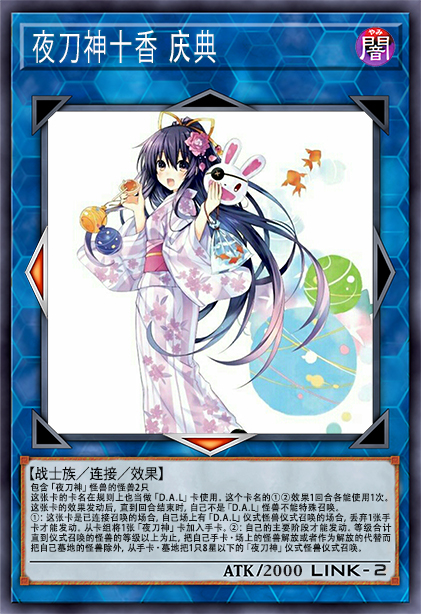 夜刀神十香 庆典
やみ
闇
【战士族／连接／效果】
包含「夜刀神」怪兽的怪兽2只
这张卡的卡名在规则上也当做「D.A.L」卡使用。这个卡名的①②效果1回合各能使用1次。
这张卡的效果发动后，直到回合结束时，自己不是「D.A.L」怪兽不能特殊召唤。
①：这张卡是已连接召唤的场合，自己场上有「D.A.L」仪式怪兽仪式召唤的场合，丢弃1张手
卡才能发动。从卡组将1张「夜刀神」卡加入手卡。②：自己的主要阶段才能发动。等级合计
直到仪式召唤的怪兽的等级以上为止，把自己手卡·场上的怪兽解放或者作为解放的代替而
把自己墓地的怪兽除外，从手卡·墓地把1只8星以下的「夜刀神」仪式怪兽仪式召唤。
ATK/2000 LINK-2